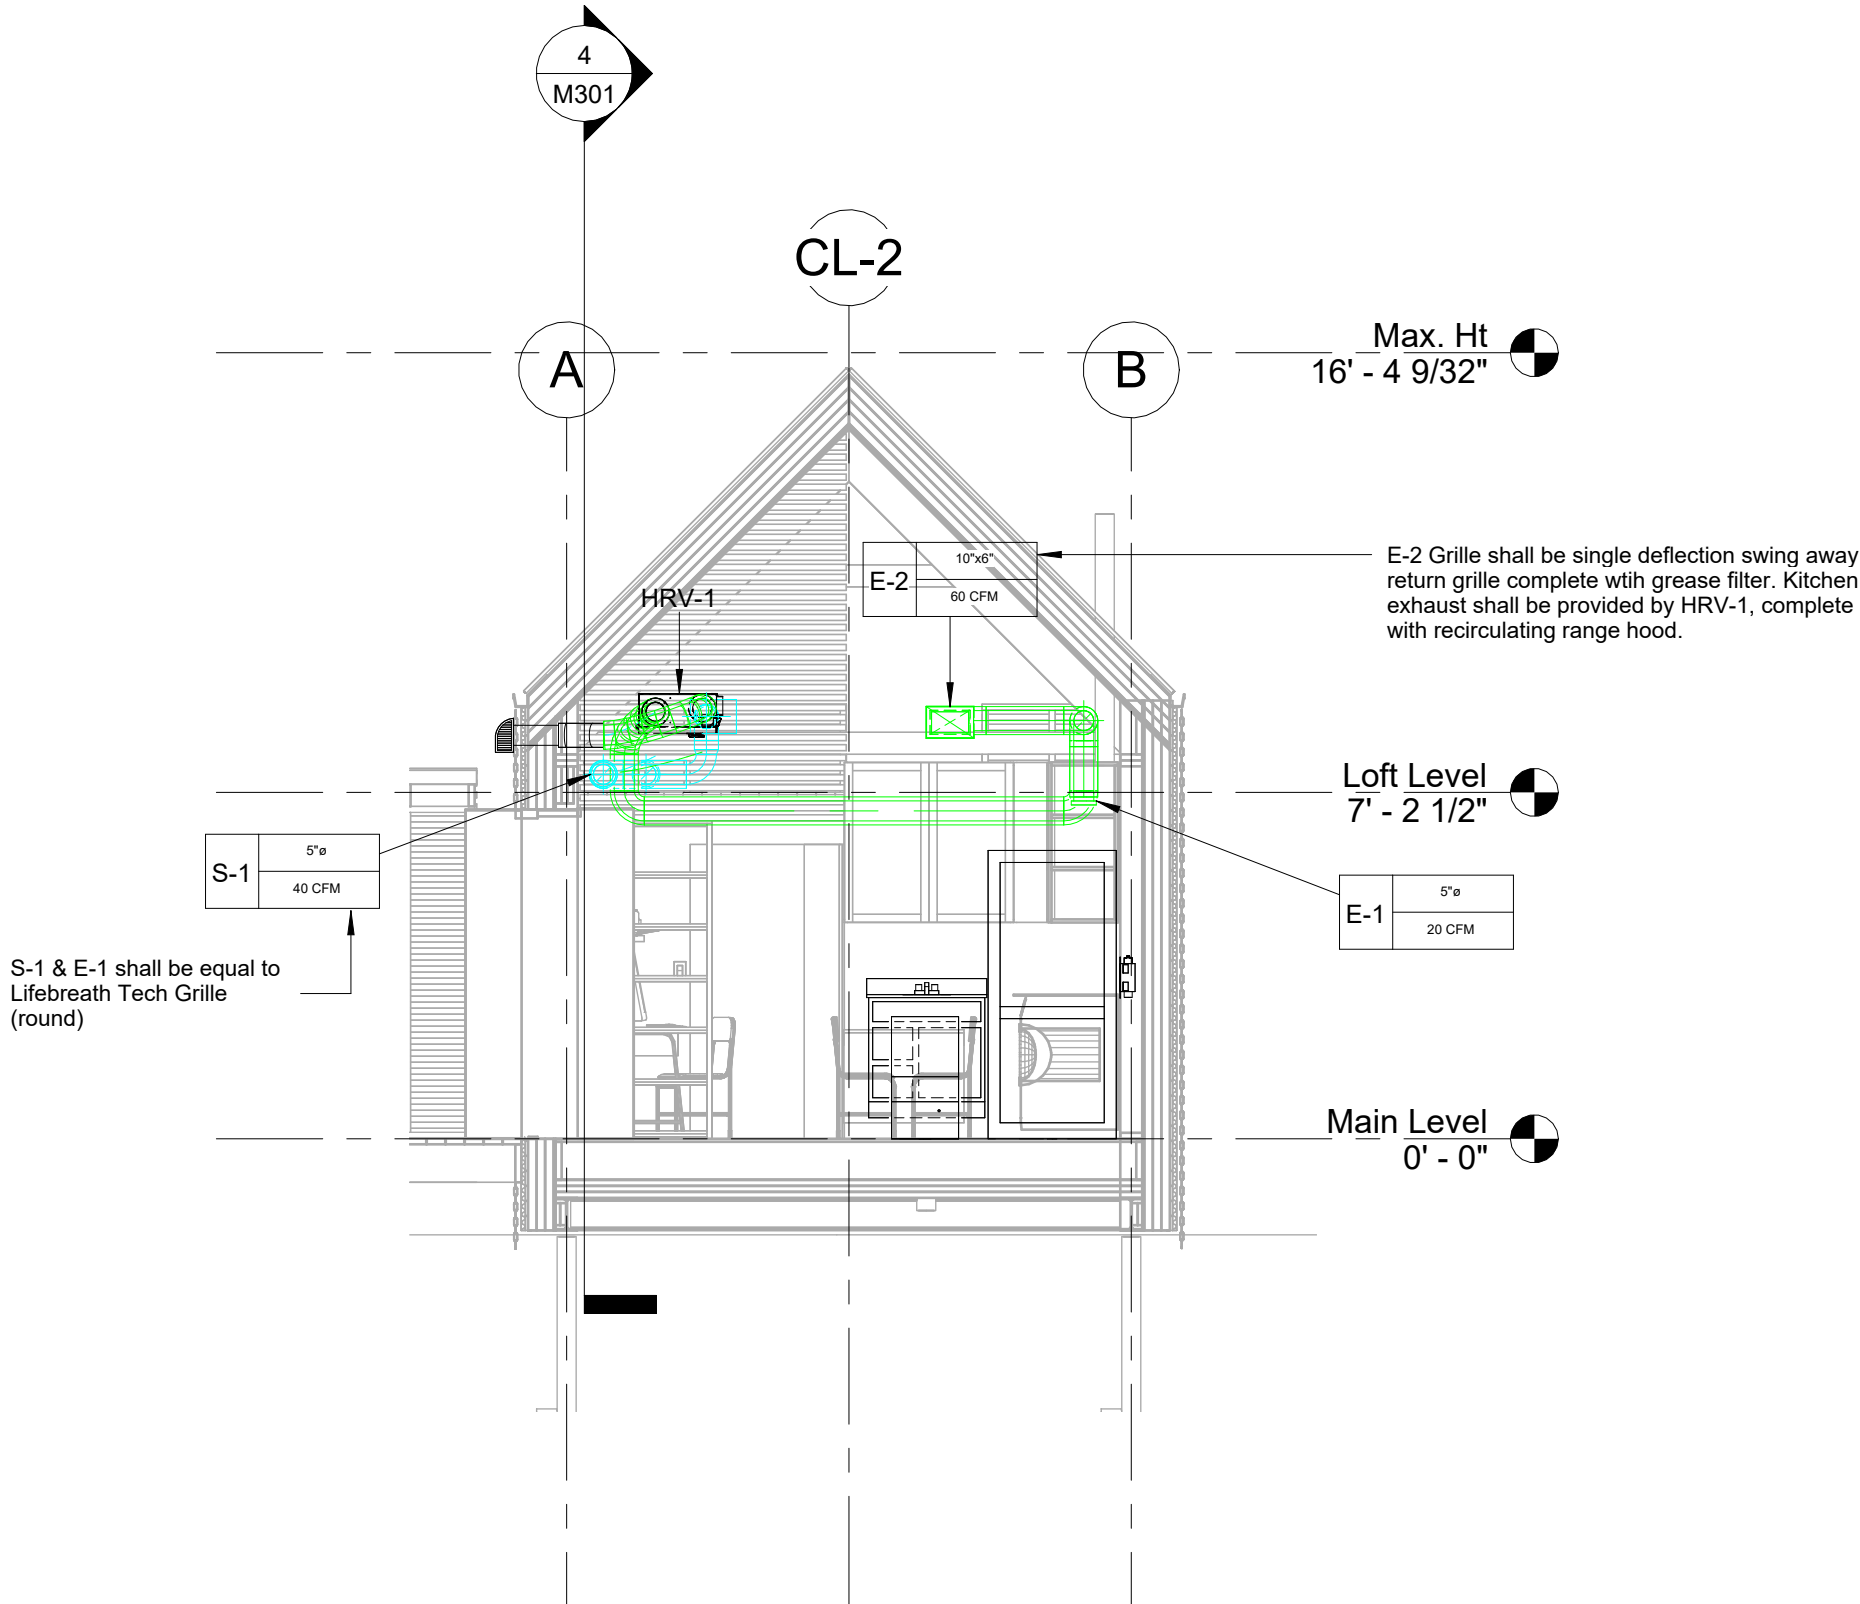 4
M301
CL-2
A
B
Max. Ht
16' - 4 9/32"
E-2
10"x6"
60 CFM
E-2 Grille shall be single deflection swing away
return grille complete wtih grease filter. Kitchen
exhaust shall be provided by HRV-1, complete
with recirculating range hood.
HRV-1
Loft Level
7' - 2 1/2"
S-1
5"ø
40 CFM
E-1
5"ø
20 CFM
S-1 & E-1 shall be equal to
Lifebreath Tech Grille
(round)
Main Level
0' - 0"